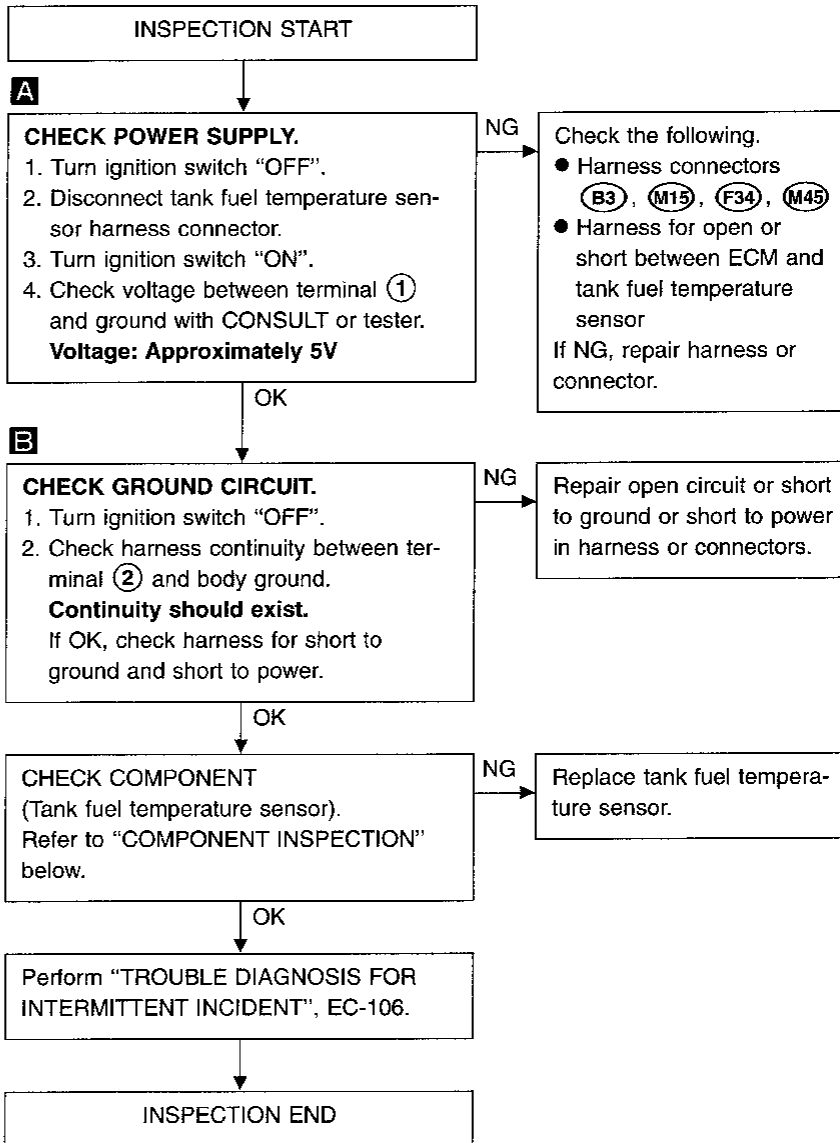 INSPECTION START
A
CHECK POWER SUPPLY.
1. Turn ignition switch “OFF”.
2. Disconnect tank fuel temperature sen-
sor harness connector.
3. Turn ignition switch “ON”.
4. Check voltage between terminal ①
and ground with CONSULT or tester.
Voltage: Approximately 5V
NG
Check the following.
● Harness connectors
B3, M15, F34, M45
● Harness for open or
short between ECM and
tank fuel temperature
sensor
If NG, repair harness or
connector.
OK
B
CHECK GROUND CIRCUIT.
1. Turn ignition switch “OFF”.
2. Check harness continuity between ter-
minal ② and body ground.
Continuity should exist.
If OK, check harness for short to
ground and short to power.
NG
Repair open circuit or short
to ground or short to power
in harness or connectors.
OK
CHECK COMPONENT
(Tank fuel temperature sensor).
Refer to “COMPONENT INSPECTION”
below.
NG
Replace tank fuel tempera-
ture sensor.
OK
Perform “TROUBLE DIAGNOSIS FOR
INTERMITTENT INCIDENT”, EC-106.
INSPECTION END